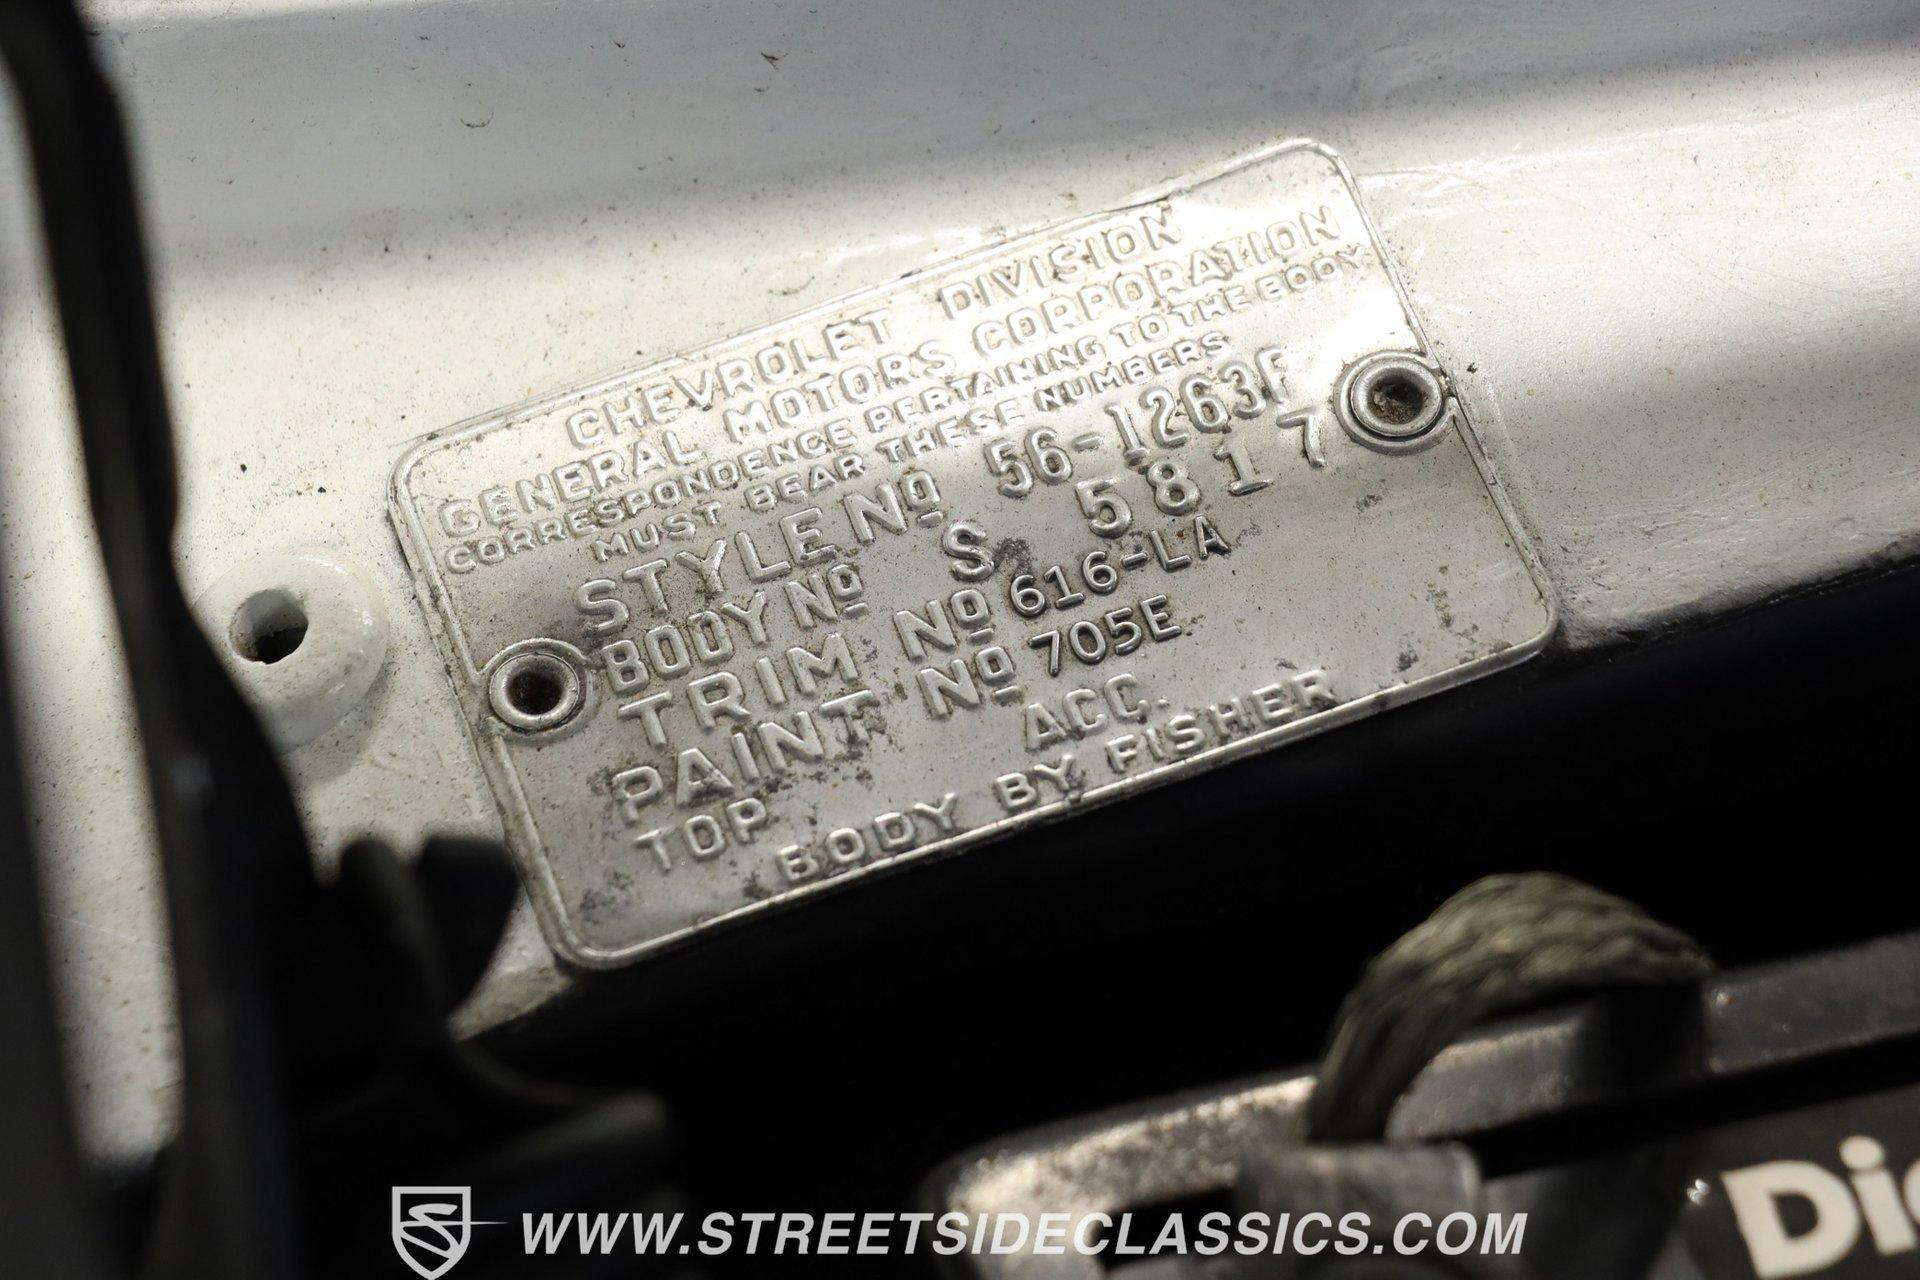 CHEVROLET DIVISION
GENERAL MOTORS CORPORATION
CORRESPONDENCE PERTAINING TO THE BODY
MUST BEAR THESE NUMBERS
STYLE No 56-1263F
BODY No S 5817
TRIM No 616-LA
PAINT No 705E
TOP ACC.
BODY BY FISHER
Di
WWW.STREETSIDECLASSICS.COM